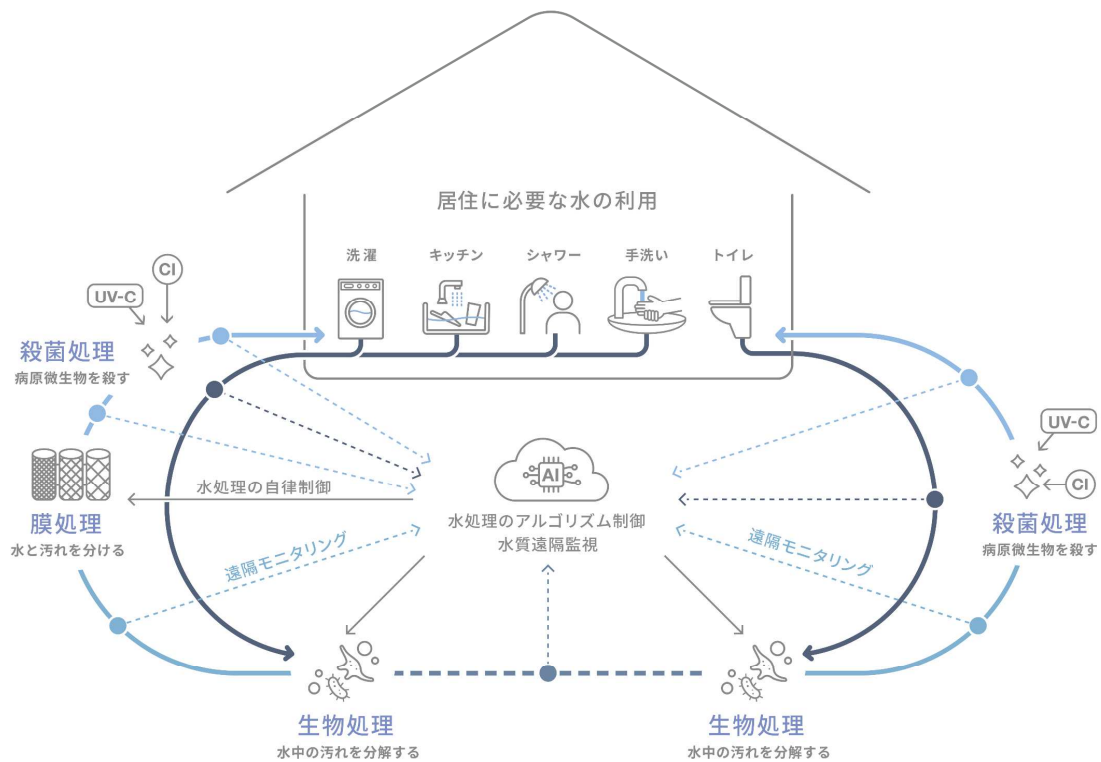 居住に必要な水の利用
洗濯
キッチン
シャワー
手洗い
トイレ
CI
UV-C
殺菌処理
病原微生物を殺す
膜処理
水と汚れを分ける
水処理の自律制御
遠隔モニタリング
AI
水処理のアルゴリズム制御
水質遠隔監視
遠隔モニタリング
UV-C
CI
殺菌処理
病原微生物を殺す
生物処理
水中の汚れを分解する
生物処理
水中の汚れを分解する